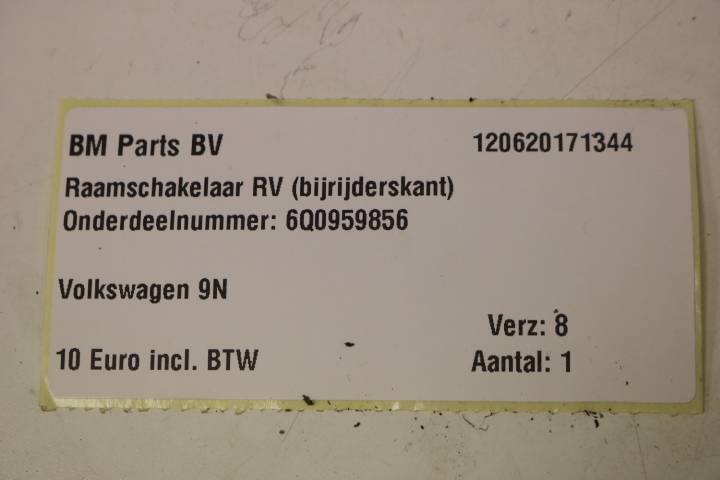 BM Parts BV 120620171344
Raamschakelaar RV (bijrijderskant)
Onderdeelnummer: 6Q0959856
Volkswagen 9N
Verz: 8
10 Euro incl. BTW Aantal: 1